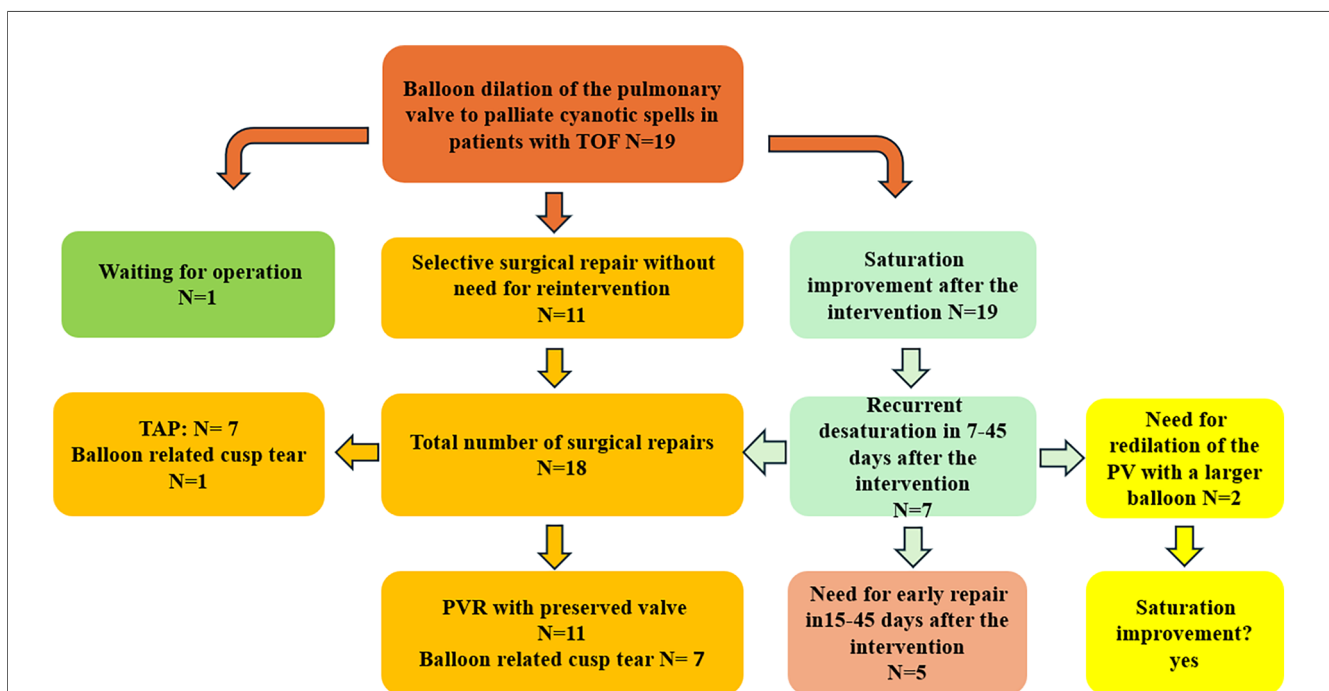 Balloon dilation of the pulmonary
valve to palliate cyanotic spells in
patients with TOF N=19
Waiting for operation
N=1
Selective surgical repair without
need for reintervention
N=11
Saturation
improvement after the
intervention N=19
TAP: N= 7
Balloon related cusp tear
N=1
Total number of surgical repairs
N=18
Recurrent
desaturation in 7-45
days after the
intervention
N=7
Need for
redilation of the
PV with a larger
balloon N=2
PVR with preserved valve
N=11
Balloon related cusp tear N= 7
Need for early repair
in15-45 days after the
intervention
N=5
Saturation
improvement?
yes